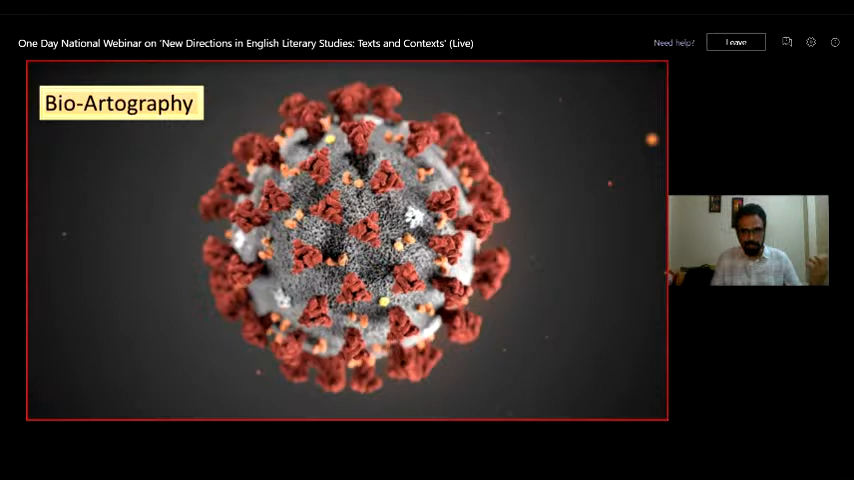 One Day National Webinar on 'New Directions in English Literary Studies: Texts and Contexts' (Live)
Need help?
Leave
Bio-Artography